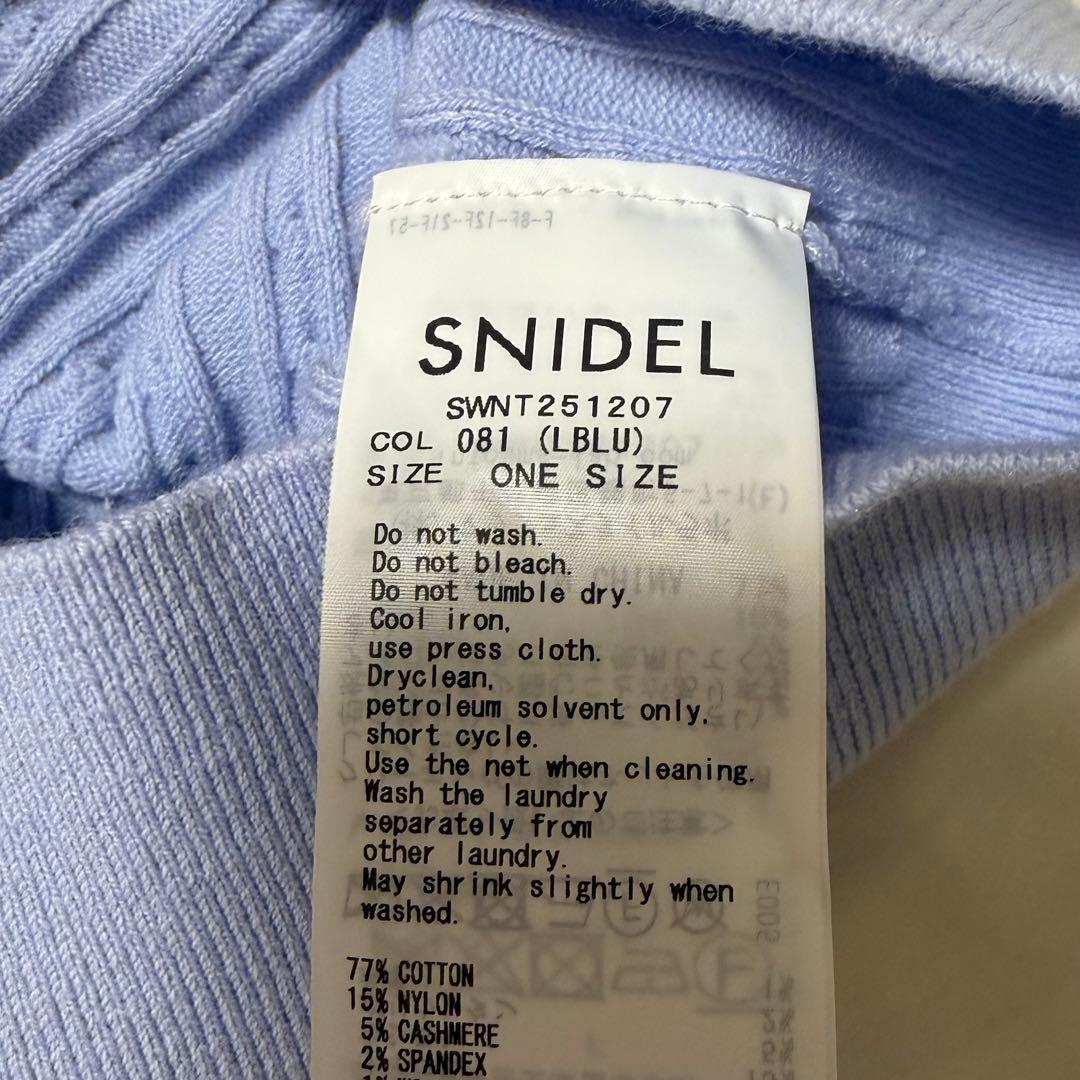 SNIDEL
SWNT251207
COL 081 (LBLU)
SIZE ONE SIZE
Do not wash.
Do not bleach.
Do not tumble dry.
Cool iron,
use press cloth.
Dryclean,
petroleum solvent only,
short cycle.
Use the net when cleaning.
Wash the laundry
separately from
other laundry.
May shrink slightly when
washed.
77% COTTON
15% NYLON
5% CASHMERE
2% SPANDEX